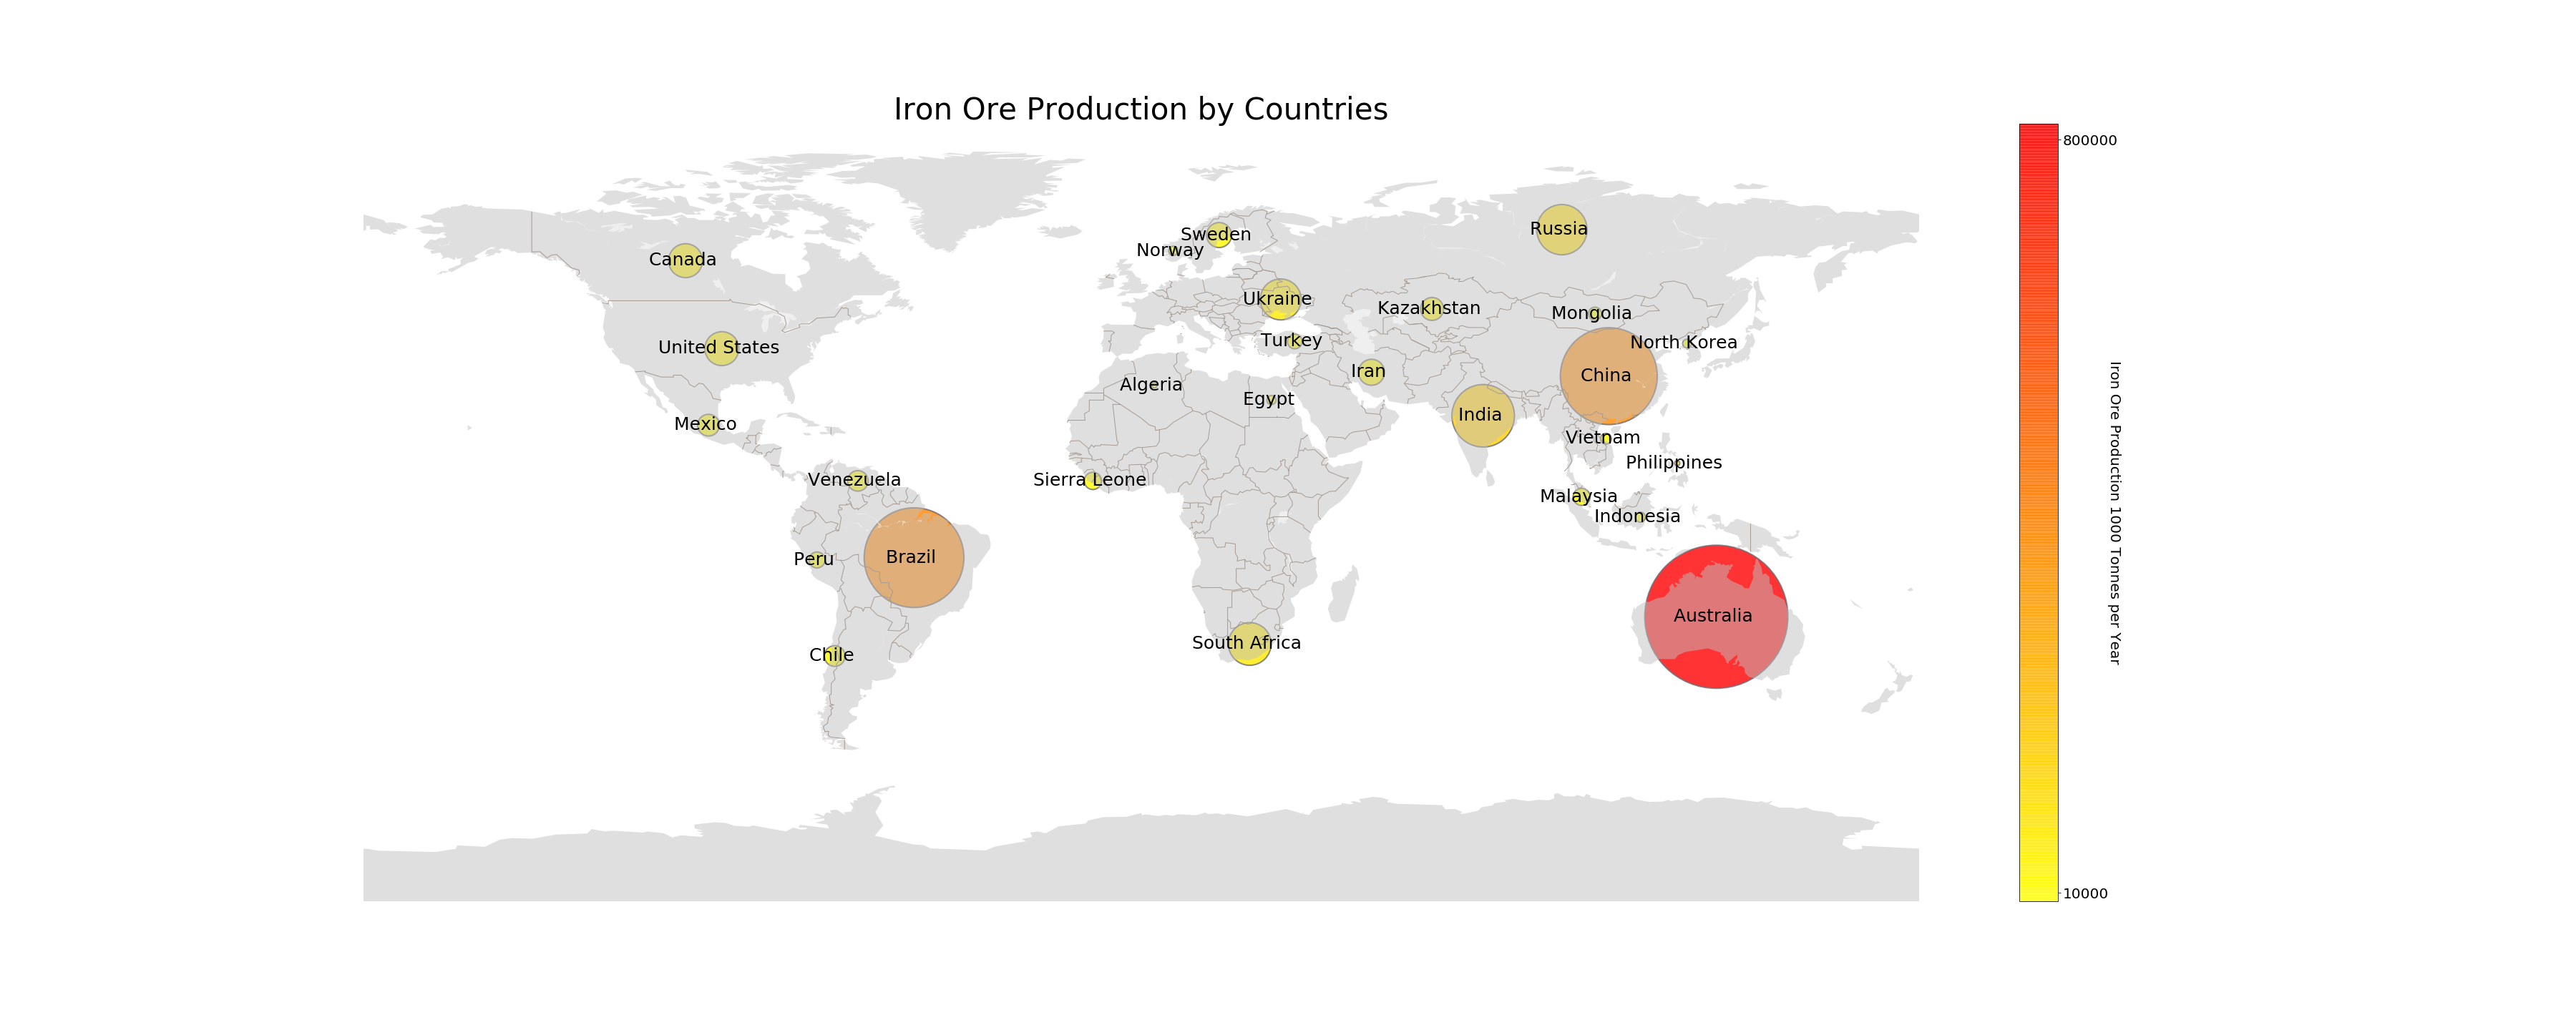 Iron Ore Production by Countries
800000
Russia
Sweden
Norway
Canada
Ukraine
Kazakhstan
Mongolia
Turkey
North Korea
United States
Iran
China
Algeria
Egypt
India
Mexico
Vietnam
Philippines
Venezuela
Sierra Leone
Malaysia
Indonesia
Brazil
Peru
Australia
South Africa
Chile
10000
Iron Ore Production 1000 Tonnes per Year